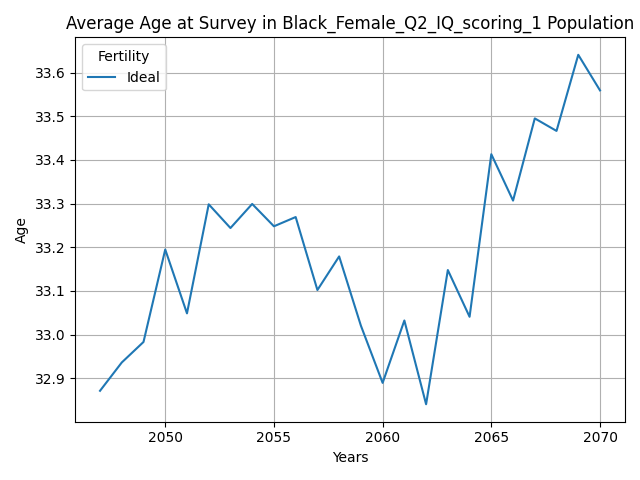 Average Age at Survey in Black_Female_Q2_IQ_scoring_1 Population
Fertility
Ideal
33.6
33.5
33.4
33.3
33.2
33.1
33.0
32.9
Age
2050 2055 2060 2065 2070
Years